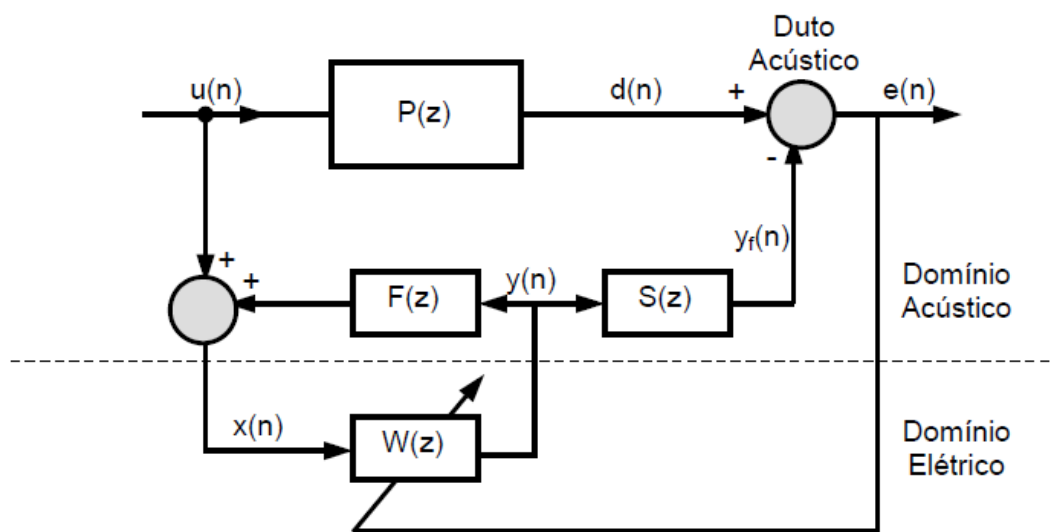 Duto
Acústico
u(n)
P(z)
d(n)
+
e(n)
-
y_f(n)
+
+
F(z)
y(n)
S(z)
Domínio
Acústico
x(n)
W(z)
Domínio
Elétrico